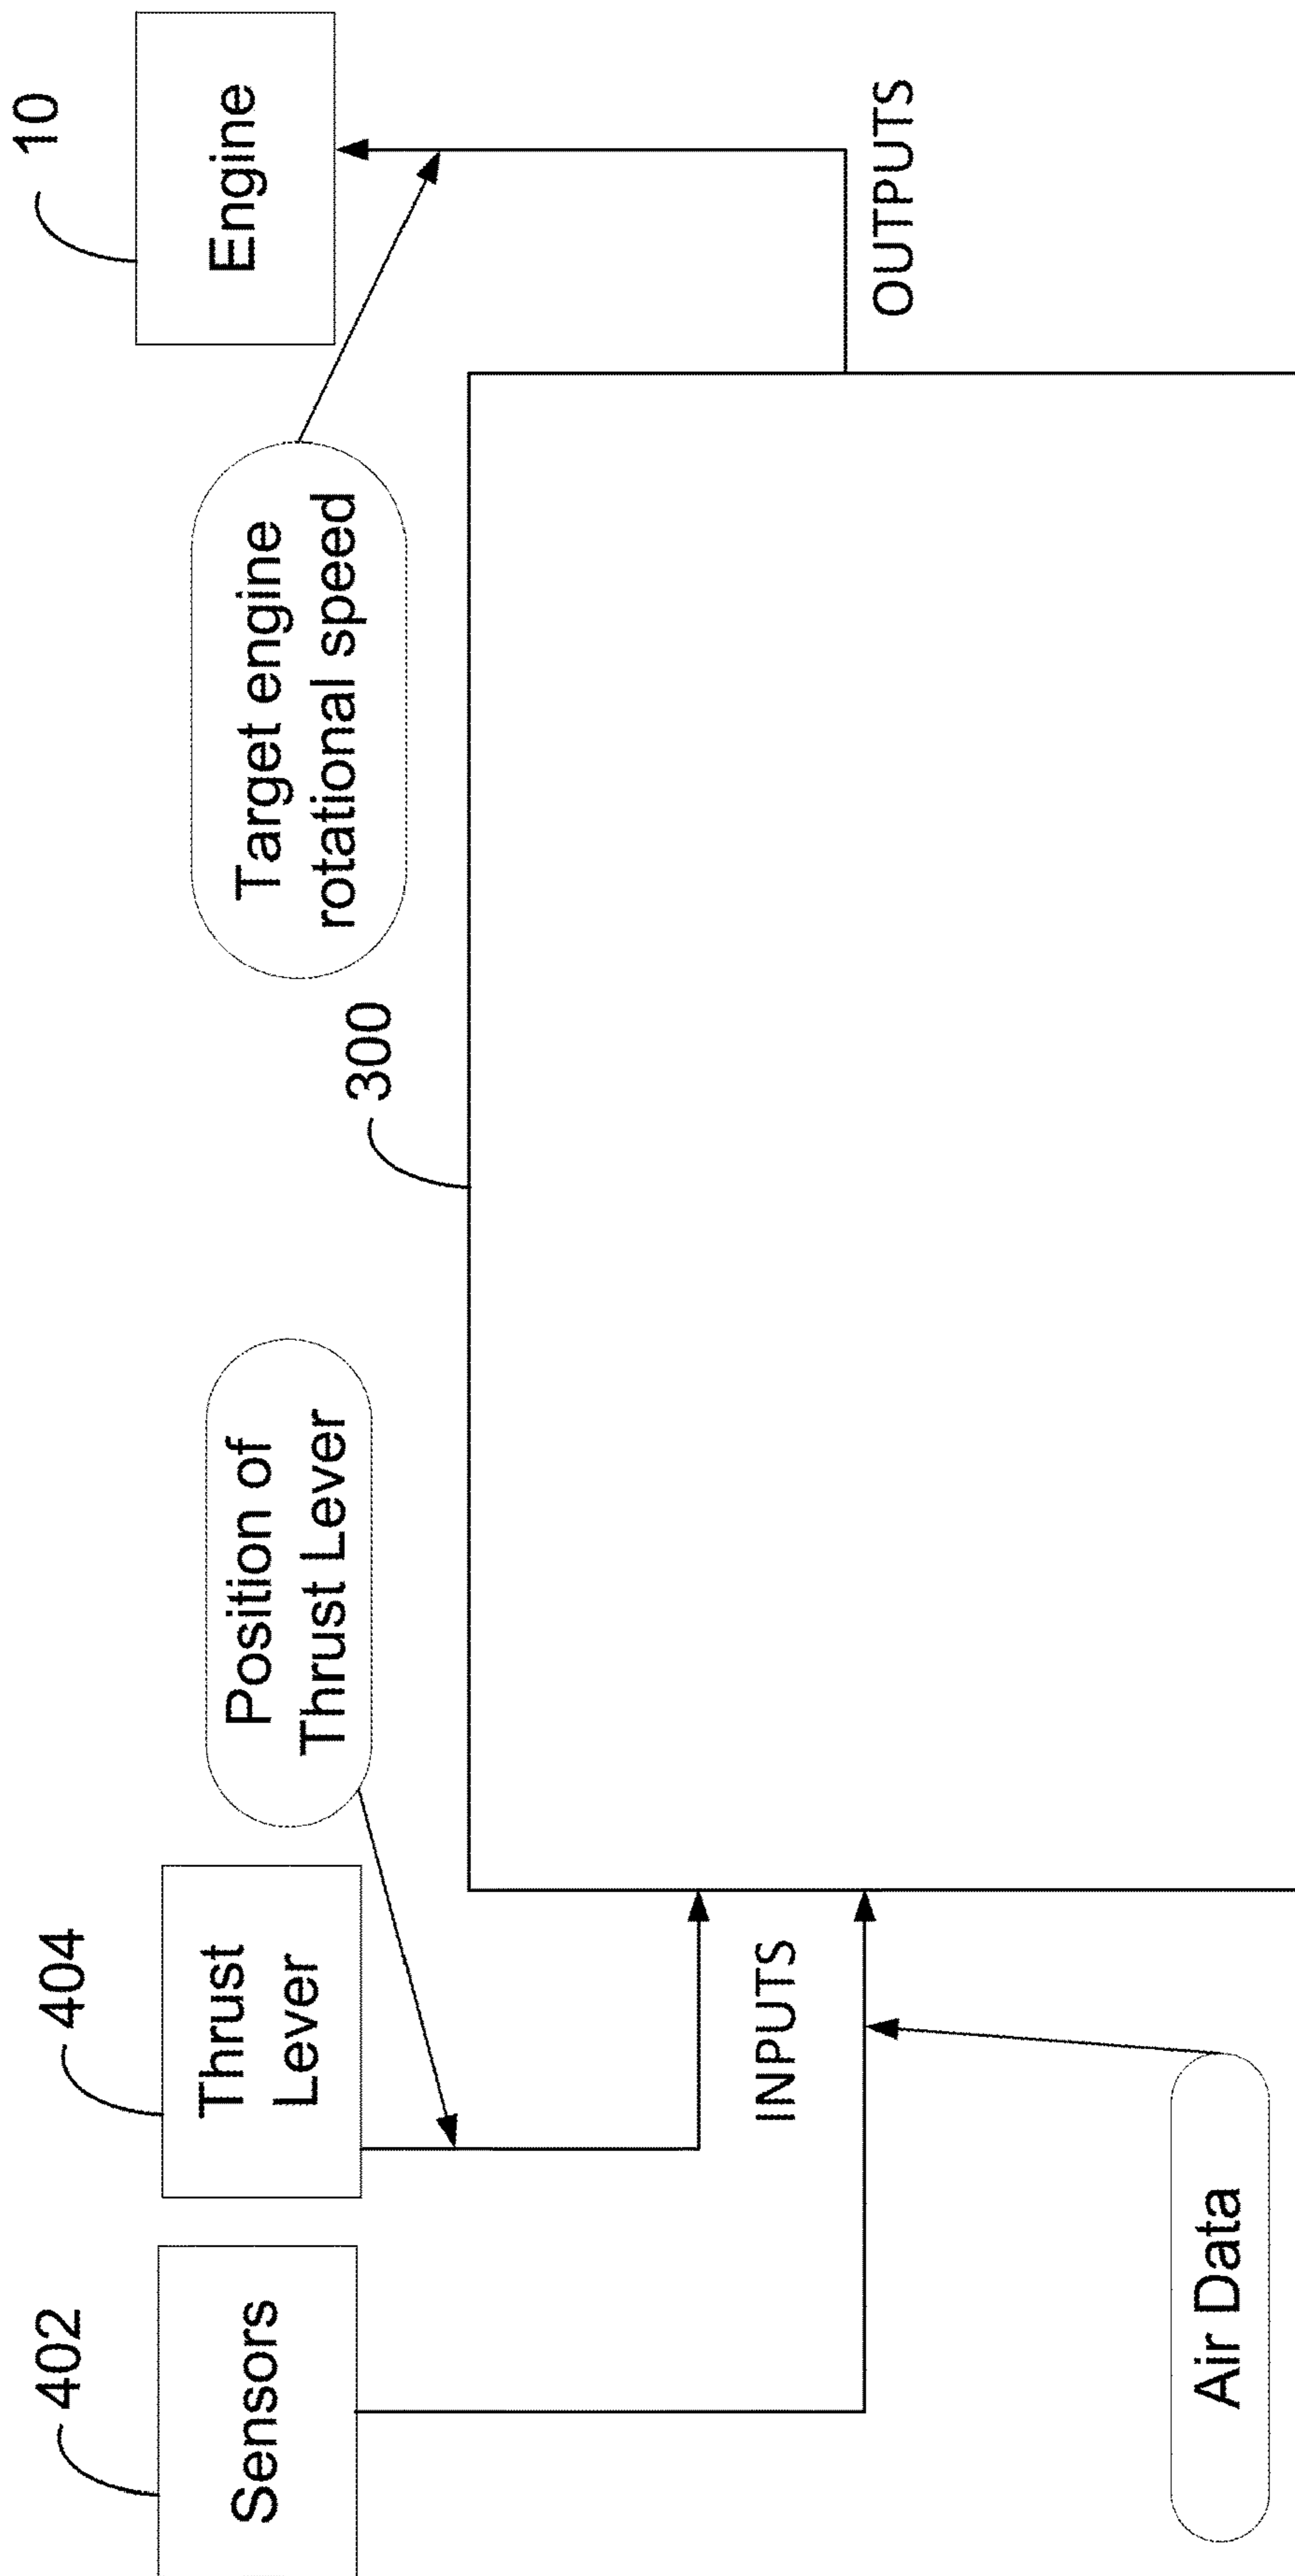 402
Sensors
404
Thrust
Lever
Position of
Thrust Lever
300
Target engine
rotational speed
10
Engine
INPUTS
OUTPUTS
Air Data